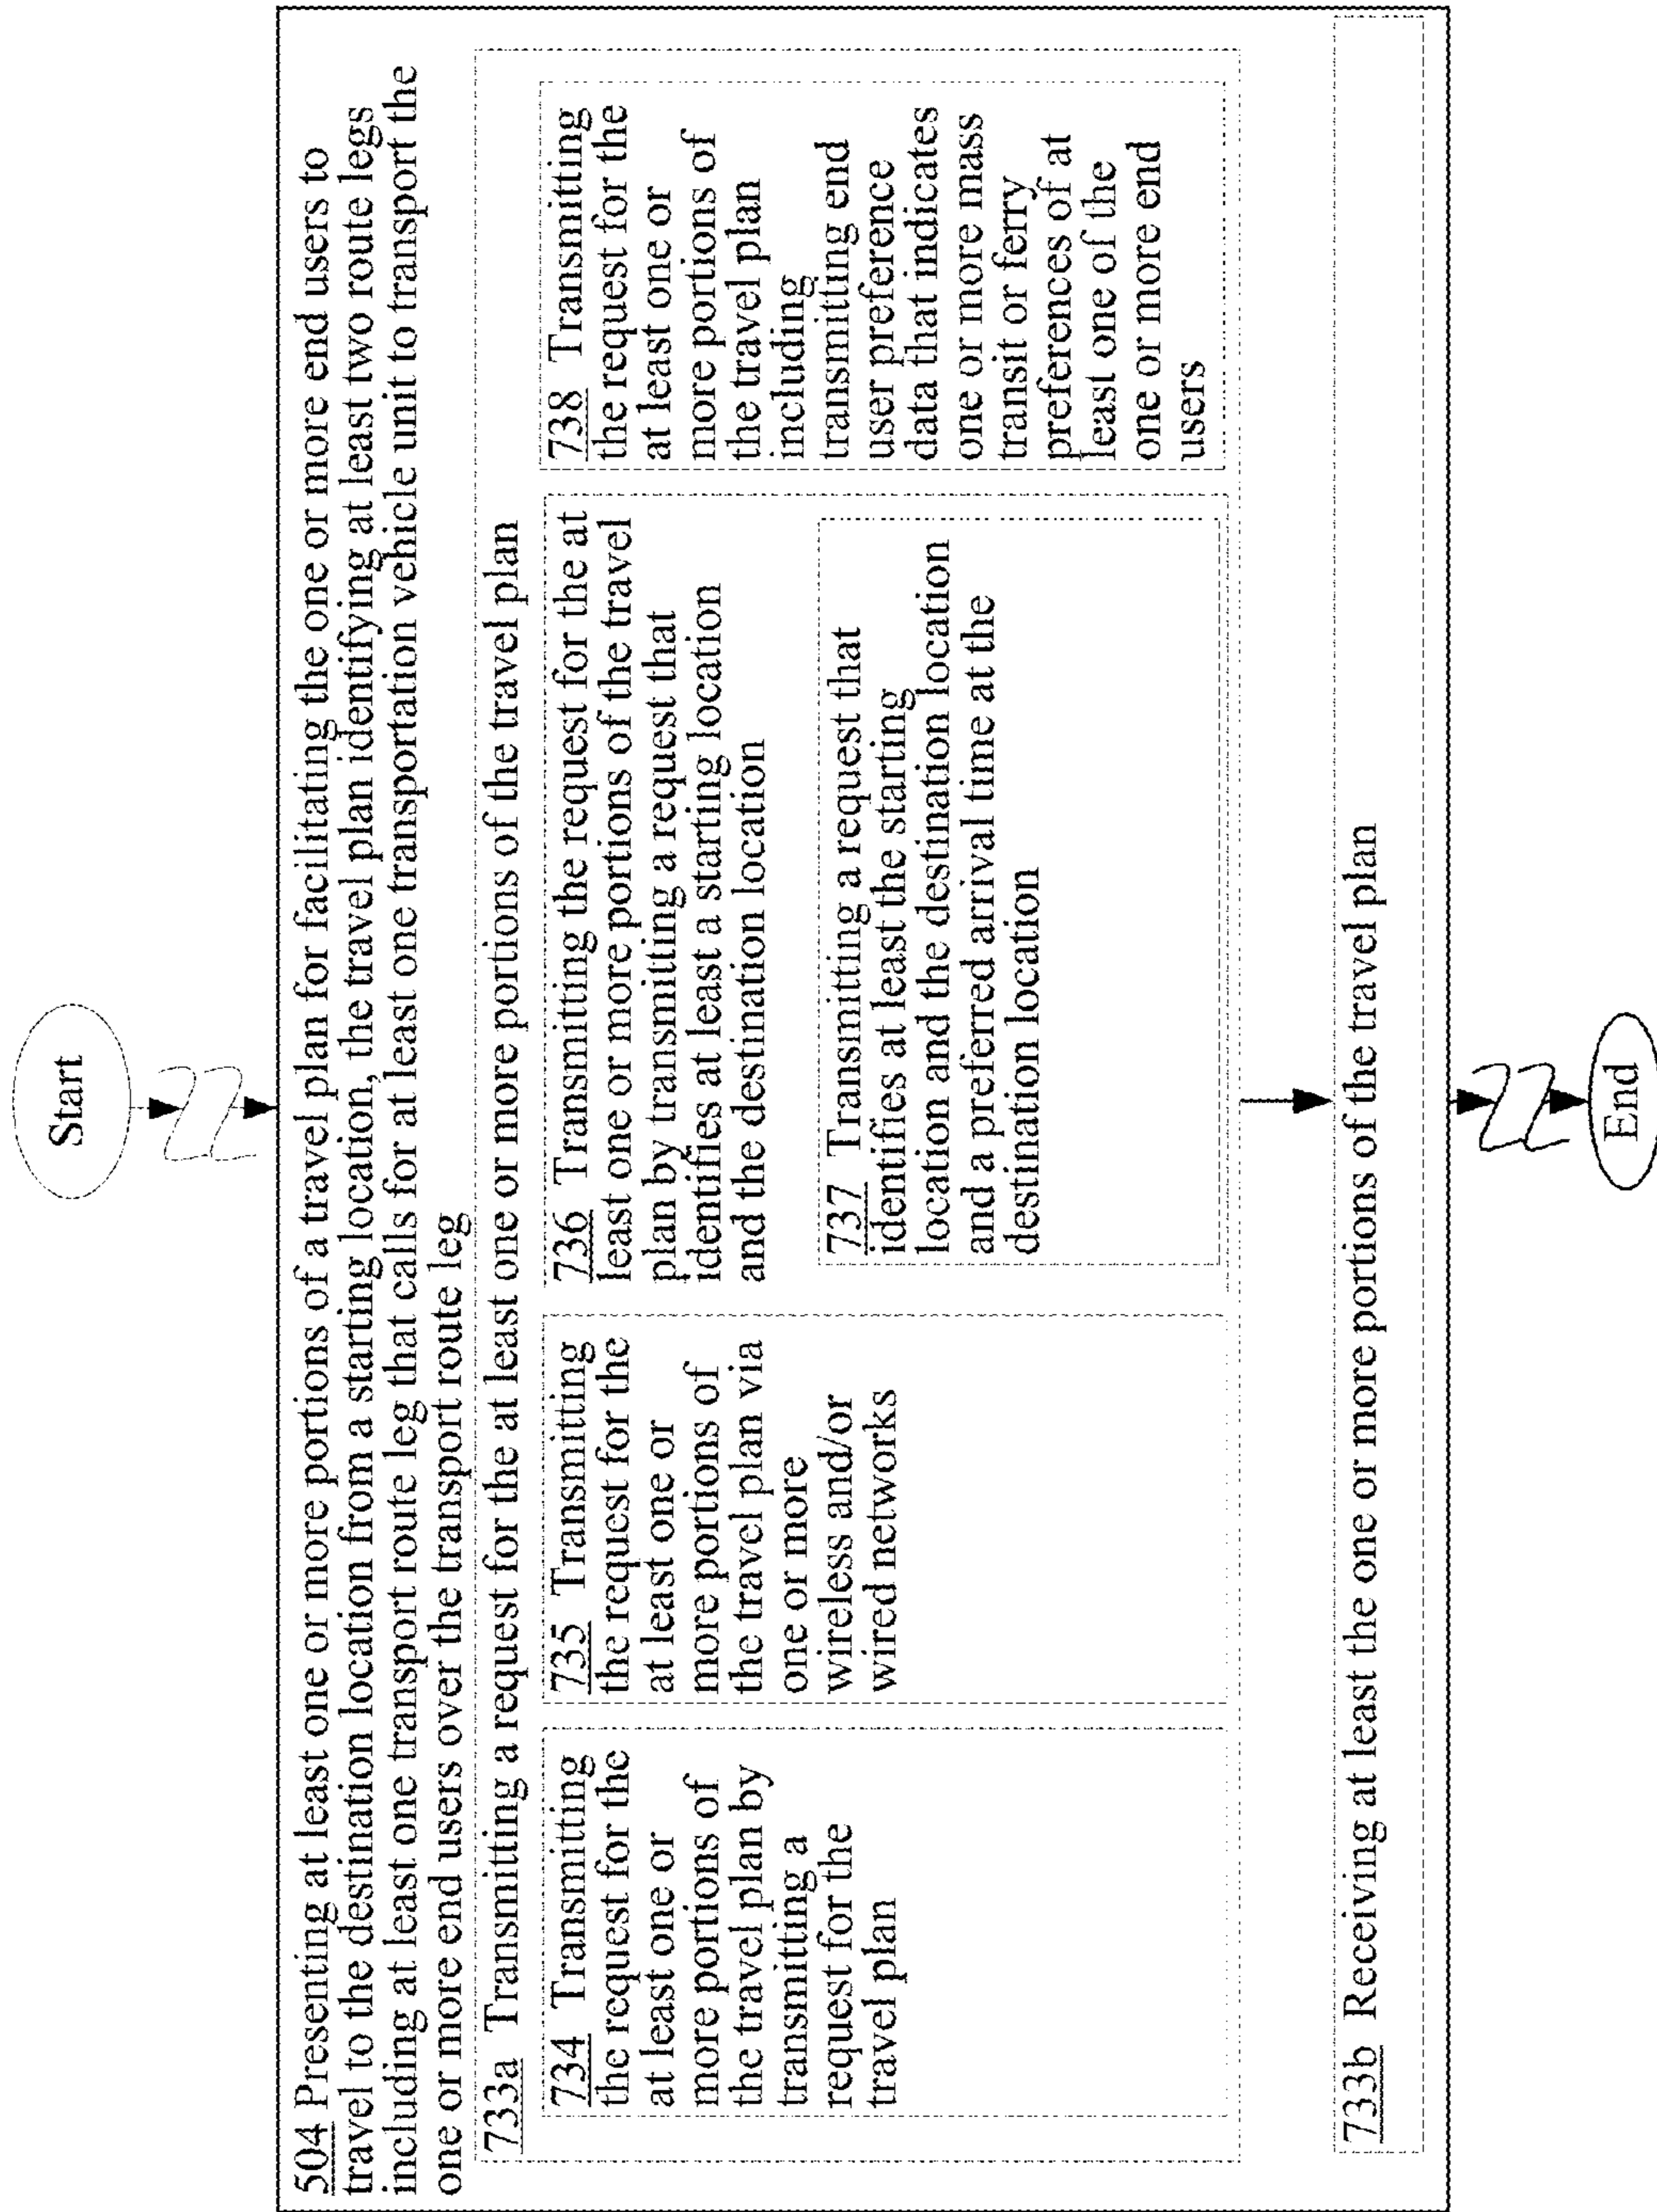 Start
504 Presenting at least one or more portions of a travel plan for facilitating the one or more end users to
travel to the destination location from a starting location, the travel plan identifying at least two route legs
including at least one transport route leg that calls for at least one transportation vehicle unit to transport the
one or more end users over the transport route leg
733a Transmitting a request for the at least one or more portions of the travel plan
734 Transmitting
the request for the
at least one or
more portions of
the travel plan by
transmitting a
request for the
travel plan
735 Transmitting
the request for the
at least one or
more portions of
the travel plan via
one or more
wireless and/or
wired networks
736 Transmitting the request for the at
least one or more portions of the travel
plan by transmitting a request that
identifies at least a starting location
and the destination location
737 Transmitting a request that
identifies at least the starting
location and the destination location
and a preferred arrival time at the
destination location
738 Transmitting
the request for the
at least one or
more portions of
the travel plan
including
transmitting end
user preference
data that indicates
one or more mass
transit or ferry
preferences of at
least one of the
one or more end
users
733b Receiving at least the one or more portions of the travel plan
End